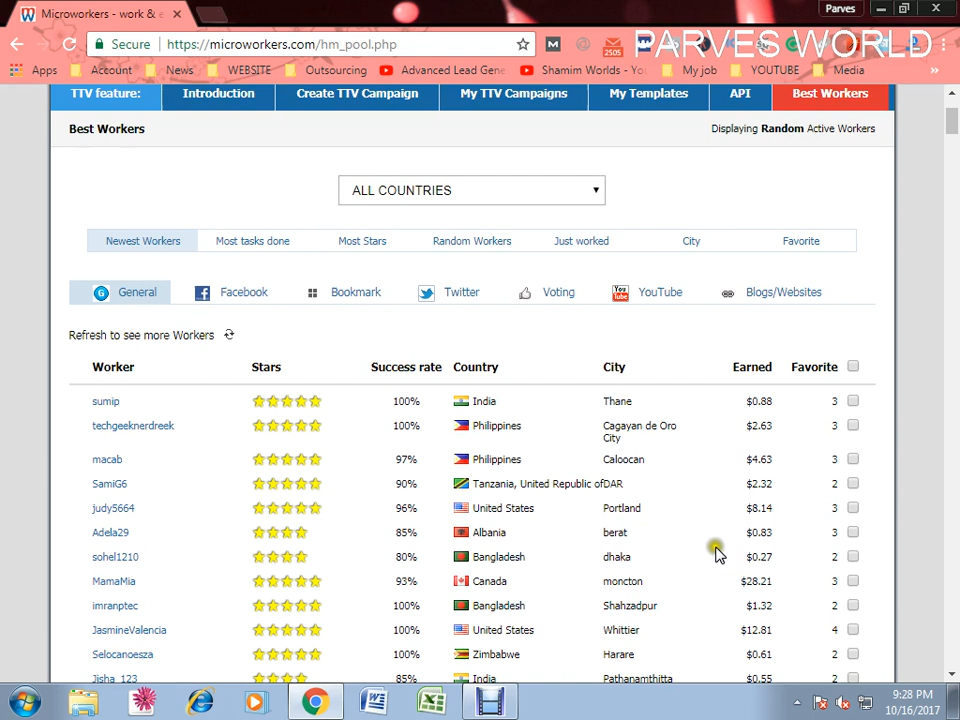 Microworkers - work & e
Parves
Secure
https://microworkers.com/hm_pool.php
2505
PARVES WORLD
Apps
Account
News
WEBSITE
Outsourcing
Advanced Lead Gene
Shamim Worlds - Yo
My job
YOUTUBE
Media
TTV feature:
Introduction
Create TTV Campaign
My TTV Campaigns
My Templates
API
Best Workers
Best Workers
Displaying Random Active Workers
ALL COUNTRIES
Newest Workers
Most tasks done
Most Stars
Random Workers
Just worked
City
Favorite
General
Facebook
Bookmark
Twitter
Voting
YouTube
Blogs/Websites
Refresh to see more Workers
Worker Stars Success rate Country City Earned Favorite
sumip 100% India Thane $0.88 3
techgeeknerdreek 100% Philippines Cagayan de Oro City $2.63 3
macab 97% Philippines Caloocan $4.63 3
SamiG6 90% Tanzania, United Republic of DAR $2.32 2
judy5664 96% United States Portland $8.14 3
Adela29 85% Albania berat $0.83 3
sohel1210 80% Bangladesh dhaka $0.27 2
MamaMia 93% Canada moncton $28.21 3
imranptec 100% Bangladesh Shahzadpur $1.32 2
JasmineValencia 100% United States Whittier $12.81 4
Selocanoesza 100% Zimbabwe Harare $0.61 2
Jisha_123 85% India Pathanamthitta $0.55 2
9:28 PM
10/16/2017